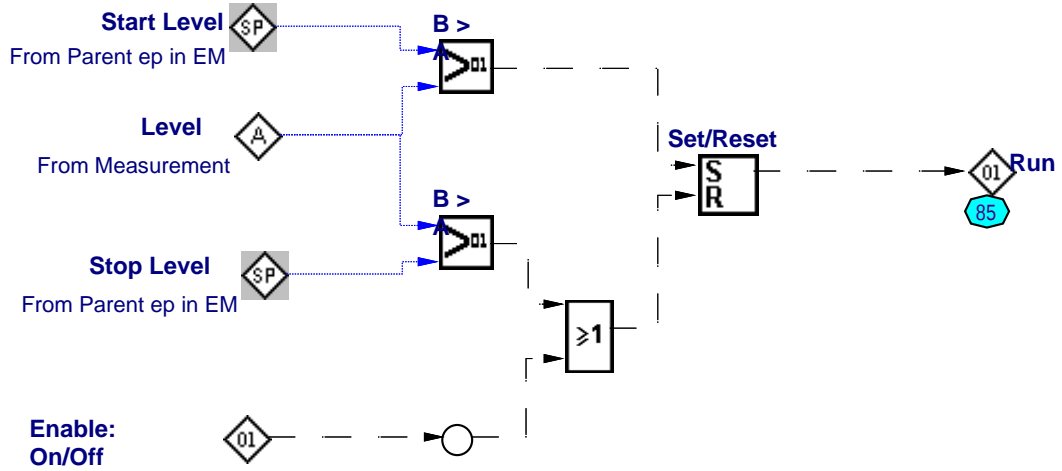 Start Level
SP
From Parent ep in EM
B >
A
01
Level
A
From Measurement
Set/Reset
S
R
01
Run
85
B >
A
01
Stop Level
SP
From Parent ep in EM
≥1
Enable:
On/Off
01